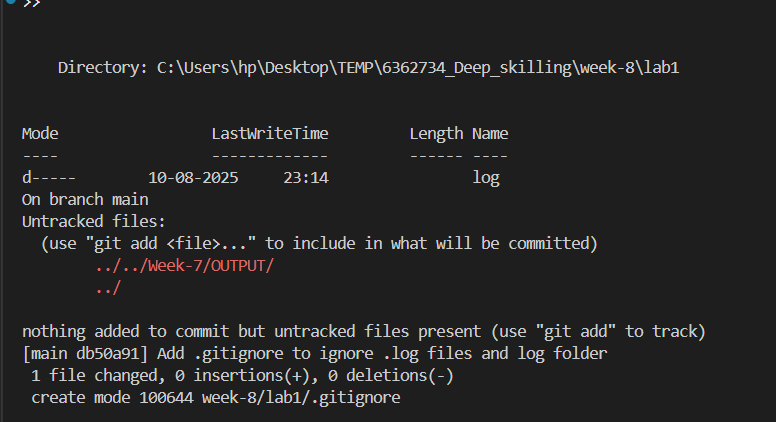 >>
Directory: C:\Users\hp\Desktop\TEMP\6362734_Deep_skilling\week-8\lab1
Mode                 LastWriteTime         Length Name
----                 -------------         ------ ----
d-----        10-08-2025     23:14                log
On branch main
Untracked files:
  (use "git add <file>..." to include in what will be committed)
        ../../Week-7/OUTPUT/
        ../
nothing added to commit but untracked files present (use "git add" to track)
[main db50a91] Add .gitignore to ignore .log files and log folder
 1 file changed, 0 insertions(+), 0 deletions(-)
 create mode 100644 week-8/lab1/.gitignore